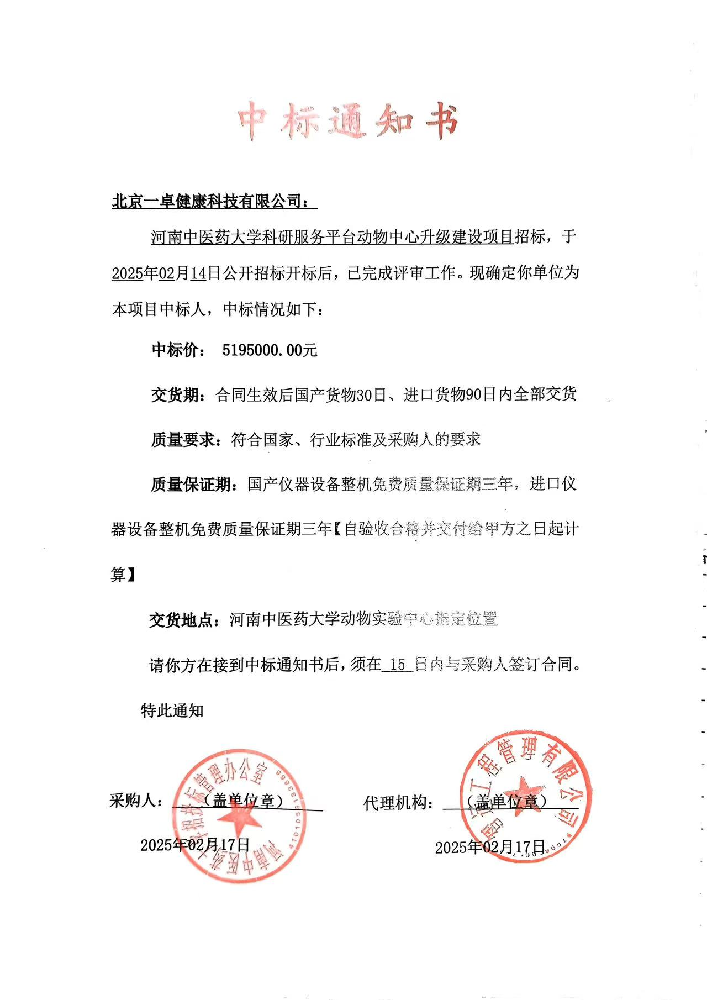 中标通知书
北京一卓健康科技有限公司：
河南中医药大学科研服务平台动物中心升级建设项目招标，于
2025年02月14日公开招标开标后，已完成评审工作。现确定你单位为
本项目中标人，中标情况如下：
中标价： 5195000.00元
交货期：合同生效后国产货物30日、进口货物90日内全部交货
质量要求：符合国家、行业标准及采购人的要求
质量保证期：国产仪器设备整机免费质量保证期三年，进口仪
器设备整机免费质量保证期三年【自验收合格并交付给甲方之日起计
算】
交货地点：河南中医药大学动物实验中心指定位置
请你方在接到中标通知书后，须在 15 日内与采购人签订合同。
特此通知
采购人： （盖单位章） 代理机构： （盖单位章）
2025年02月17日 2025年02月17日
河南中医药大学招投标管理办公室
4101055133868
工程管理有限公司